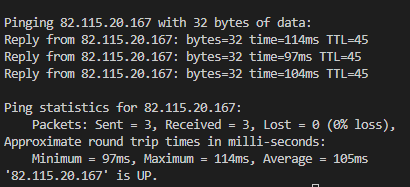 Pinging 82.115.20.167 with 32 bytes of data:
Reply from 82.115.20.167: bytes=32 time=114ms TTL=45
Reply from 82.115.20.167: bytes=32 time=97ms TTL=45
Reply from 82.115.20.167: bytes=32 time=104ms TTL=45
Ping statistics for 82.115.20.167:
Packets: Sent = 3, Received = 3, Lost = 0 (0% loss),
Approximate round trip times in milli-seconds:
Minimum = 97ms, Maximum = 114ms, Average = 105ms
'82.115.20.167' is UP.